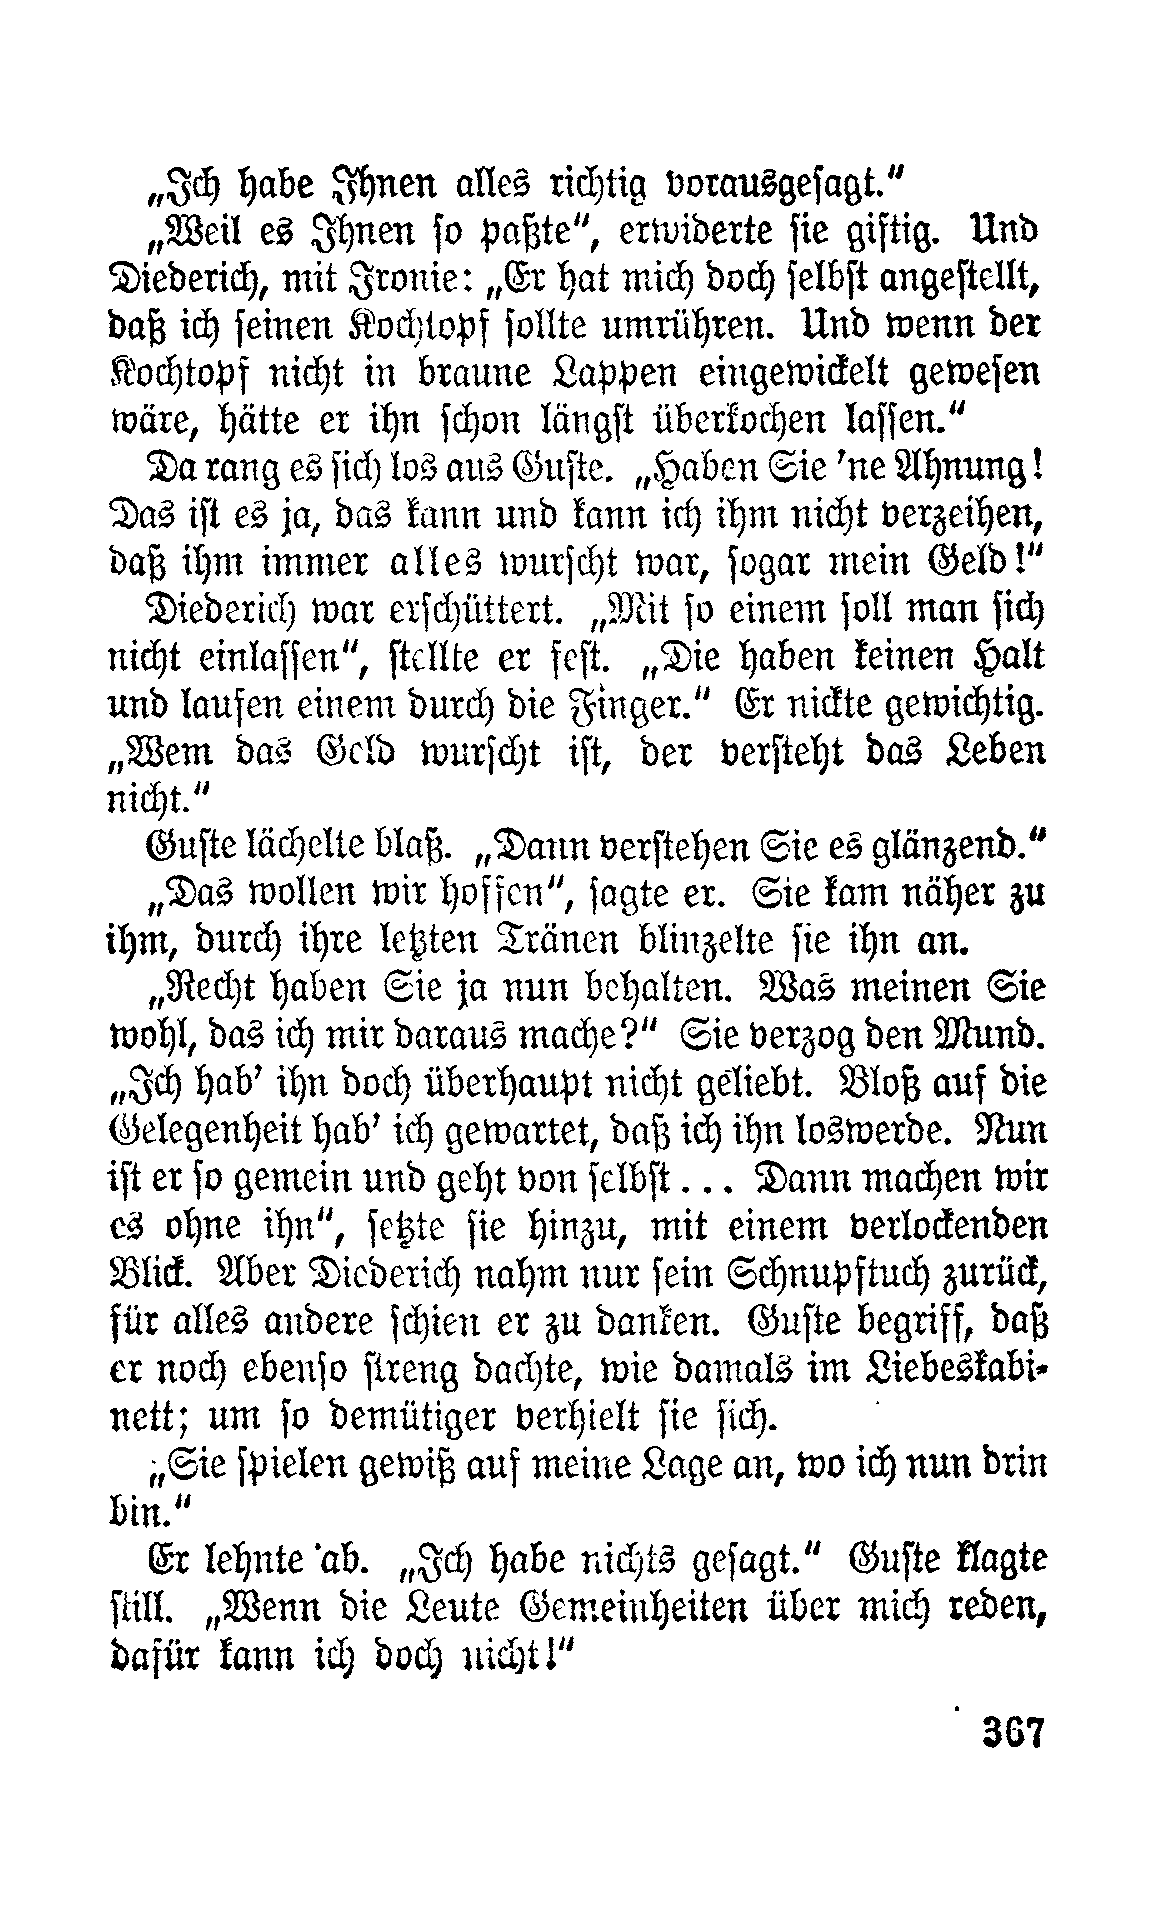 „Ich habe Ihnen alles richtig vorausgesagt.“
„Weil es Ihnen so paßte“, erwiderte sie giftig. Und
Diederich, mit Ironie: „Er hat mich doch selbst angestellt,
daß ich seinen Kochtopf sollte umrühren. Und wenn der
Kochtopf nicht in braune Lappen eingewickelt gewesen
wäre, hätte er ihn schon längst überkochen lassen.“
Da rang es sich los aus Guste. „Haben Sie 'ne Ahnung!
Das ist es ja, das kann und kann ich ihm nicht verzeihen,
daß ihm immer alles wurscht war, sogar mein Geld!“
Diederich war erschüttert. „Mit so einem soll man sich
nicht einlassen“, stellte er fest. „Die haben keinen Halt
und laufen einem durch die Finger.“ Er nickte gewichtig.
„Wem das Geld wurscht ist, der versteht das Leben
nicht.“
Guste lächelte blaß. „Dann verstehen Sie es glänzend.“
„Das wollen wir hoffen“, sagte er. Sie kam näher zu
ihm, durch ihre letzten Tränen blinzelte sie ihn an.
„Recht haben Sie ja nun behalten. Was meinen Sie
wohl, das ich mir daraus mache?“ Sie verzog den Mund.
„Ich hab' ihn doch überhaupt nicht geliebt. Bloß auf die
Gelegenheit hab' ich gewartet, daß ich ihn loswerde. Nun
ist er so gemein und geht von selbst... Dann machen wir
es ohne ihn“, setzte sie hinzu, mit einem verlockenden
Blick. Aber Diederich nahm nur sein Schnupftuch zurück,
für alles andere schien er zu danken. Guste begriff, daß
er noch ebenso streng dachte, wie damals im Liebeskabi-
nett; um so demütiger verhielt sie sich.
„Sie spielen gewiß auf meine Lage an, wo ich nun drin
bin.“
Er lehnte ab. „Ich habe nichts gesagt.“ Guste klagte
still. „Wenn die Leute Gemeinheiten über mich reden,
dafür kann ich doch nicht!“
367